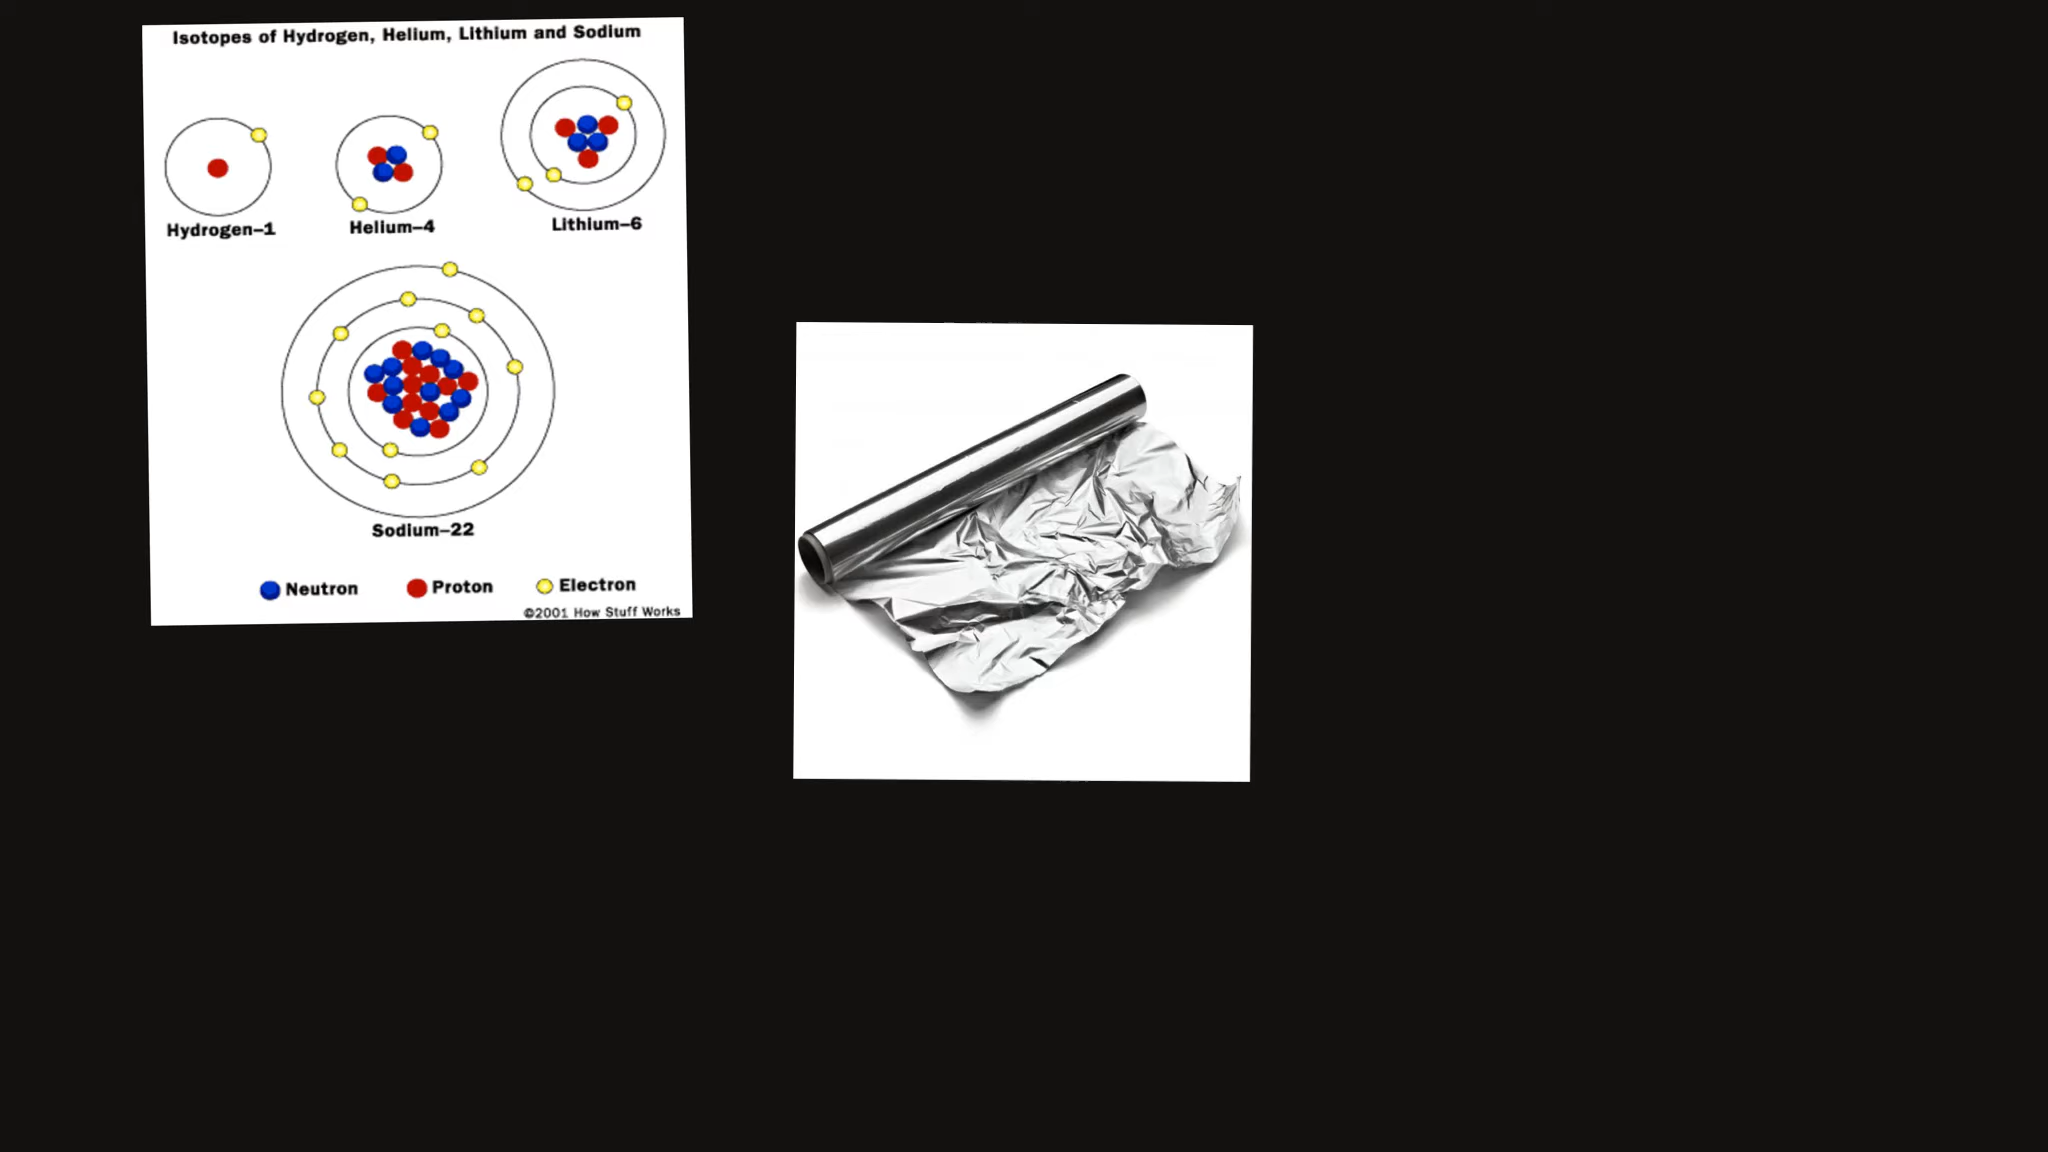 Isotopes of Hydrogen, Helium, Lithium and Sodium
Hydrogen–1
Helium–4
Lithium–6
Sodium–22
Neutron
Proton
Electron
©2001 How Stuff Works